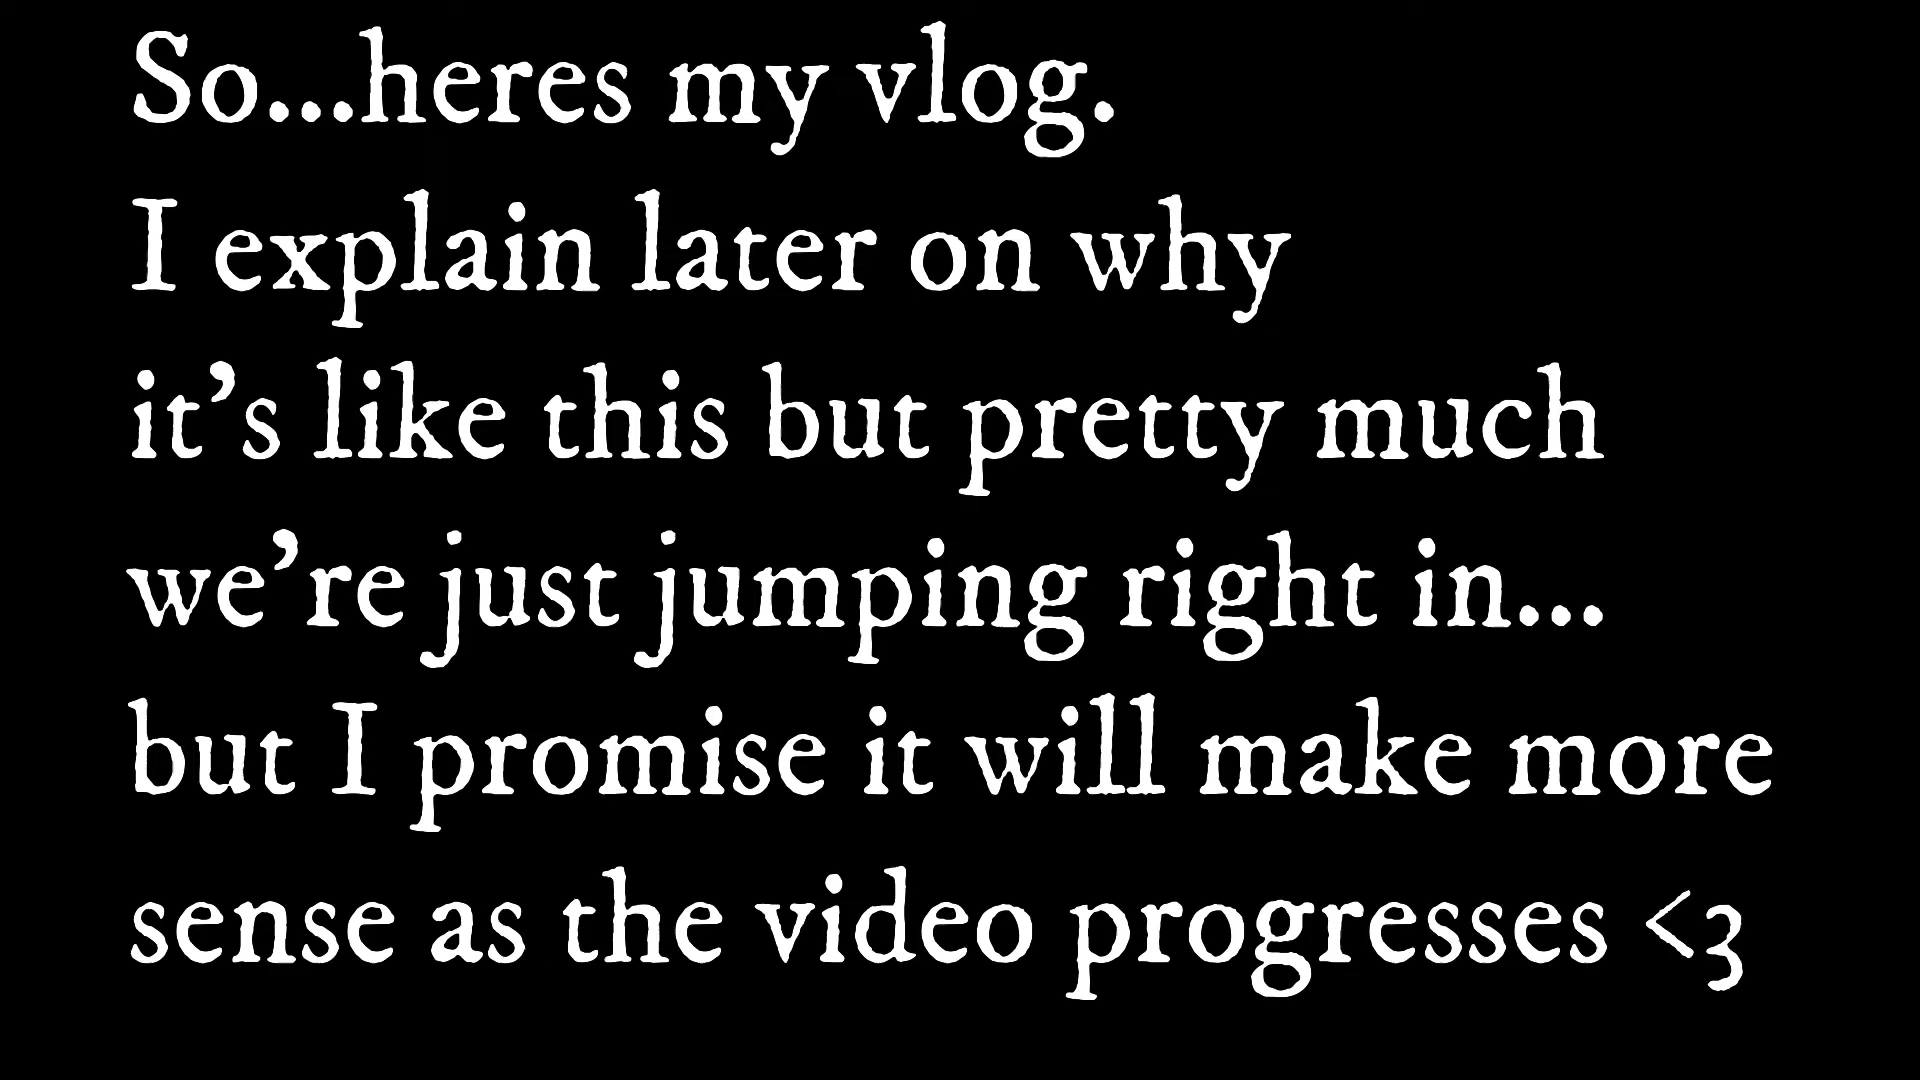 So...heres my vlog.
I explain later on why
it’s like this but pretty much
we’re just jumping right in...
but I promise it will make more
sense as the video progresses <3